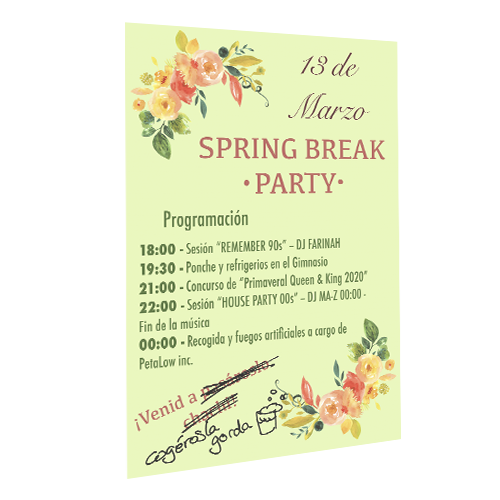 13 de
Marzo
SPRING BREAK
•PARTY•
Programación
18:00 - Sesión "REMEMBER 90s" – DJ FARINAH
19:30 - Ponche y refrigerios en el Gimnasio
21:00 - Concurso de "Primaveral Queen & King 2020"
22:00 - Sesión "HOUSE PARTY 00s" – DJ MA-Z 00:00 -
Fin de la música
00:00 - Recogida y fuegos artificiales a cargo de
PetaLow inc.
¡Venid a
cogérosla
gorda